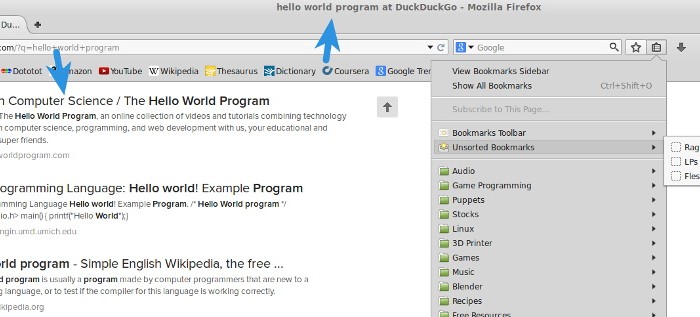 hello world program at DuckDuckGo - Mozilla Firefox
Du...
com/?q=hello+world+program
Google
Dototot
Amazon
YouTube
Wikipedia
Thesaurus
Dictionary
Coursera
Google Tren
View Bookmarks Sidebar
Show All Bookmarks Ctrl+Shift+O
Subscribe to This Page...
Bookmarks Toolbar
Unsorted Bookmarks
Rag
LPs
Fles
Audio
Game Programming
Puppets
Stocks
Linux
3D Printer
Games
Music
Blender
Recipes
Free Resources
Computer Science / The Hello World Program
The Hello World Program, an online collection of videos and tutorials combining technology
computer science, programming, and web development with us, your educational and
super friends.
worldprogram.com
ogramming Language: Hello world! Example Program
ramming Language Hello world! Example Program. /* Hello World program */
io.h> main() { printf("Hello World");}
ngin.umd.umich.edu
rld program - Simple English Wikipedia, the free ...
d program is usually a program made by computer programmers that are new to a
g language, or to test if the compiler for this language is working correctly.
kipedia.org